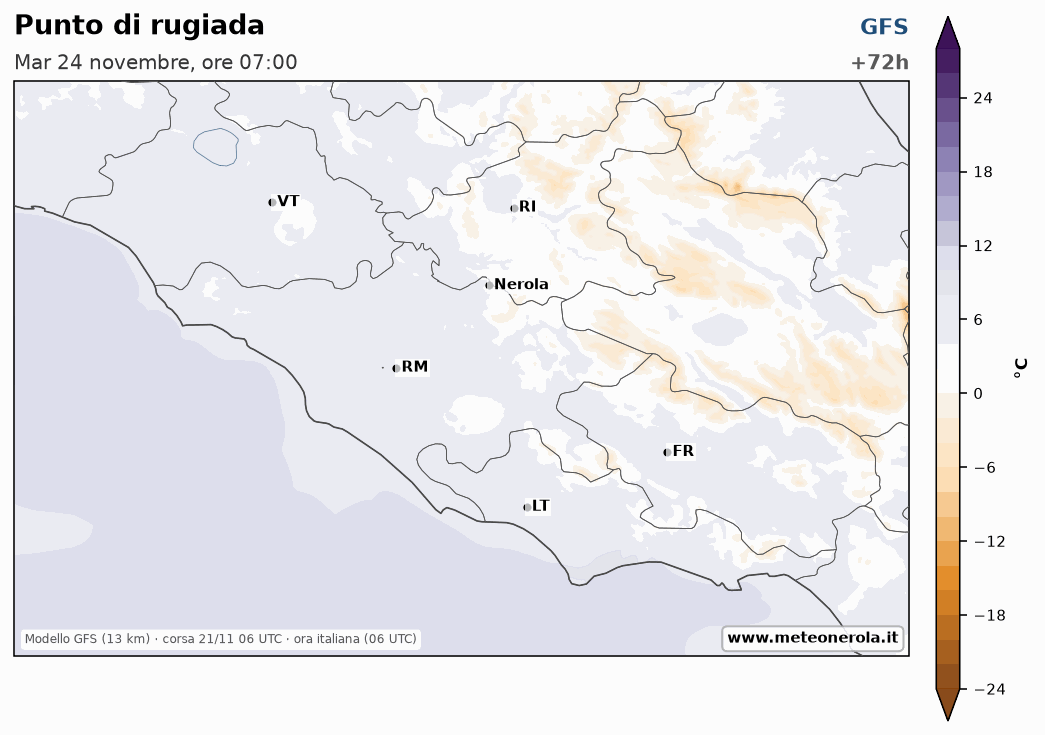 Punto di rugiada
GFS
Mar 24 novembre, ore 07:00
+72h
VT
RI
Nerola
RM
FR
LT
Modello GFS (13 km) · corsa 21/11 06 UTC · ora italiana (06 UTC)
www.meteonerola.it
24
18
12
6
0
−6
−12
−18
−24
°C